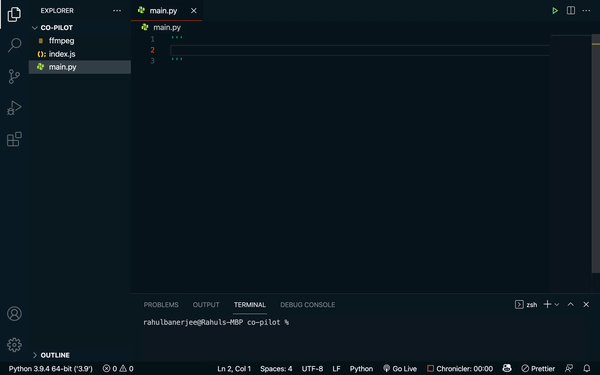 EXPLORER
CO-PILOT
ffmpeg
index.js
main.py
OUTLINE
main.py
main.py
1 '''
2
3 '''
PROBLEMS OUTPUT TERMINAL DEBUG CONSOLE zsh
rahulbanerjee@Rahuls-MBP co-pilot %
Python 3.9.4 64-bit ('3.9') 0 0 Ln 2, Col 1 Spaces: 4 UTF-8 LF Python Go Live Chronicler: 00:00 Prettier